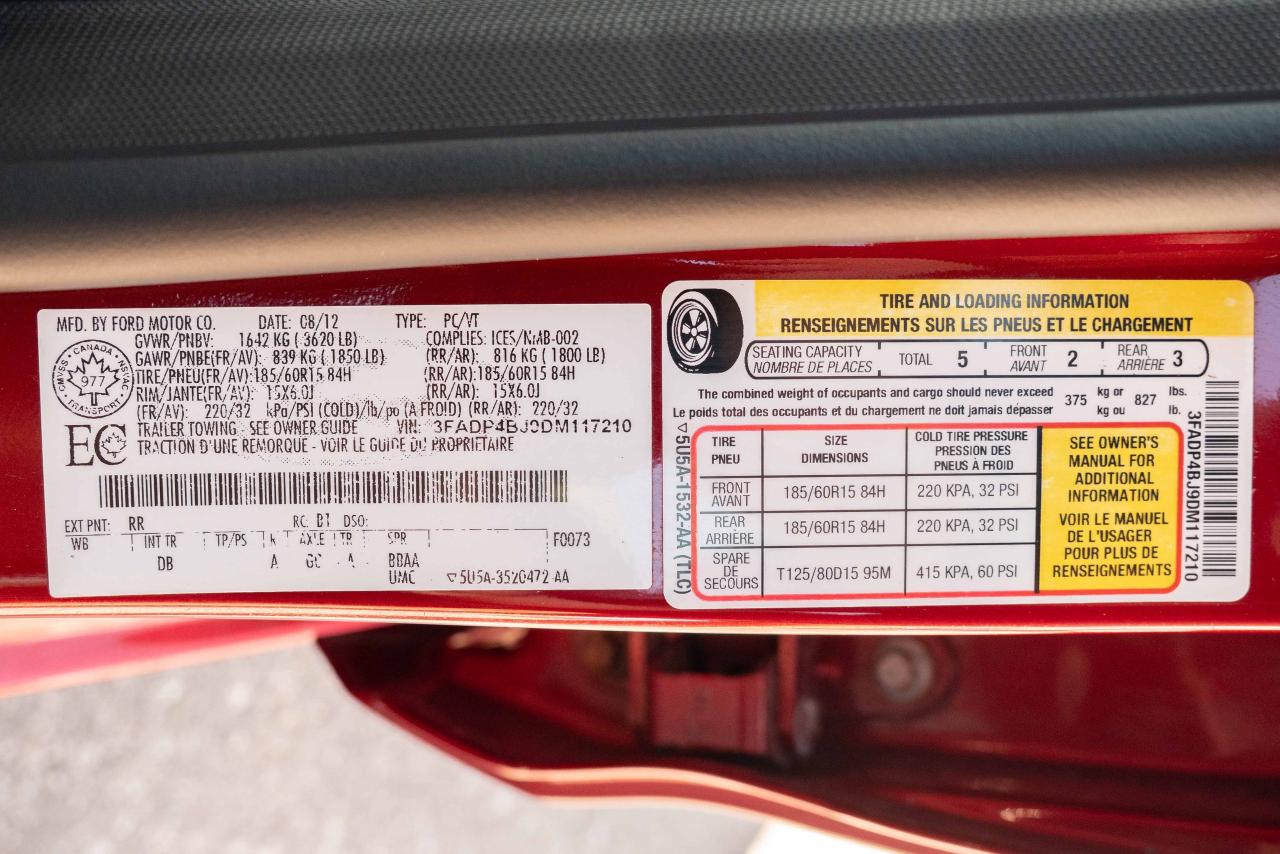 MFD. BY FORD MOTOR CO. DATE: 08/12 TYPE: PC/VT
GVWR/PNBV: 1642 KG ( 3620 LB) COMPLIES: ICES/NMB-002
GAWR/PNBE(FR/AV): 839 KG ( 1850 LB) (RR/AR): 816 KG ( 1800 LB)
TIRE/PNEU(FR/AV):185/60R15 84H (RR/AR):185/60R15 84H
RIM/JANTE(FR/AV): 15X6.0J (RR/AR): 15X6.0J
(FR/AV): 220/32 kPa/PSI (COLD)/lb/po (A FROID) (RR/AR): 220/32
TRAILER TOWING - SEE OWNER GUIDE VIN: 3FADP4BJ9DM117210
TRACTION D'UNE REMORQUE - VOIR LE GUIDE DU PROPRIÉTAIRE
CMVSS • CANADA • NSVAC
977
TRANSPORT
EC
EXT PNT: RR RC: DSO:
WB INT TR TP/PS R AXLE TR SPR F0073
DB A A BBAA
UMC 5U5A-3520472-AA
TIRE AND LOADING INFORMATION
RENSEIGNEMENTS SUR LES PNEUS ET LE CHARGEMENT
SEATING CAPACITY
NOMBRE DE PLACES
TOTAL 5
FRONT
AVANT 2
REAR
ARRIÈRE 3
The combined weight of occupants and cargo should never exceed 375 kg or 827 lbs.
Le poids total des occupants et du chargement ne doit jamais dépasser kg ou lb.
TIRE
PNEU
SIZE
DIMENSIONS
COLD TIRE PRESSURE
PRESSION DES
PNEUS À FROID
FRONT
AVANT
185/60R15 84H 220 KPA, 32 PSI
REAR
ARRIÈRE
185/60R15 84H 220 KPA, 32 PSI
SPARE
DE
SECOURS
T125/80D15 95M 415 KPA, 60 PSI
SEE OWNER'S
MANUAL FOR
ADDITIONAL
INFORMATION
VOIR LE MANUEL
DE L'USAGER
POUR PLUS DE
RENSEIGNEMENTS
5U5A-1532-AA (TLC)
3FADP4BJ9DM117210